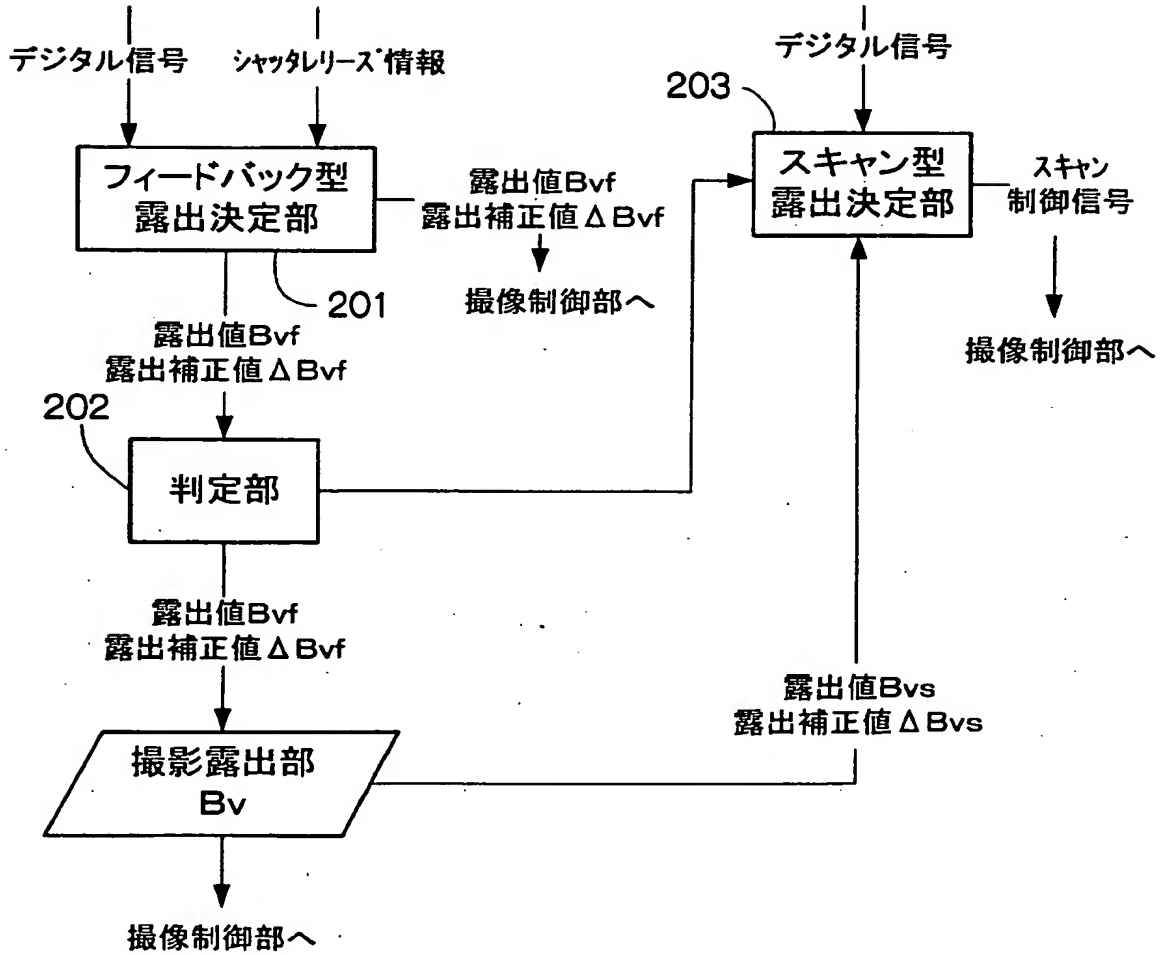 デジタル信号
シャッタレリーズ情報
デジタル信号
203
フィードバック型
露出決定部
201
露出値Bvf
露出補正値ΔBvf
撮像制御部へ
スキャン型
露出決定部
スキャン
制御信号
撮像制御部へ
露出値Bvf
露出補正値ΔBvf
202
判定部
露出値Bvf
露出補正値ΔBvf
露出値Bvs
露出補正値ΔBvs
撮影露出部
Bv
撮像制御部へ